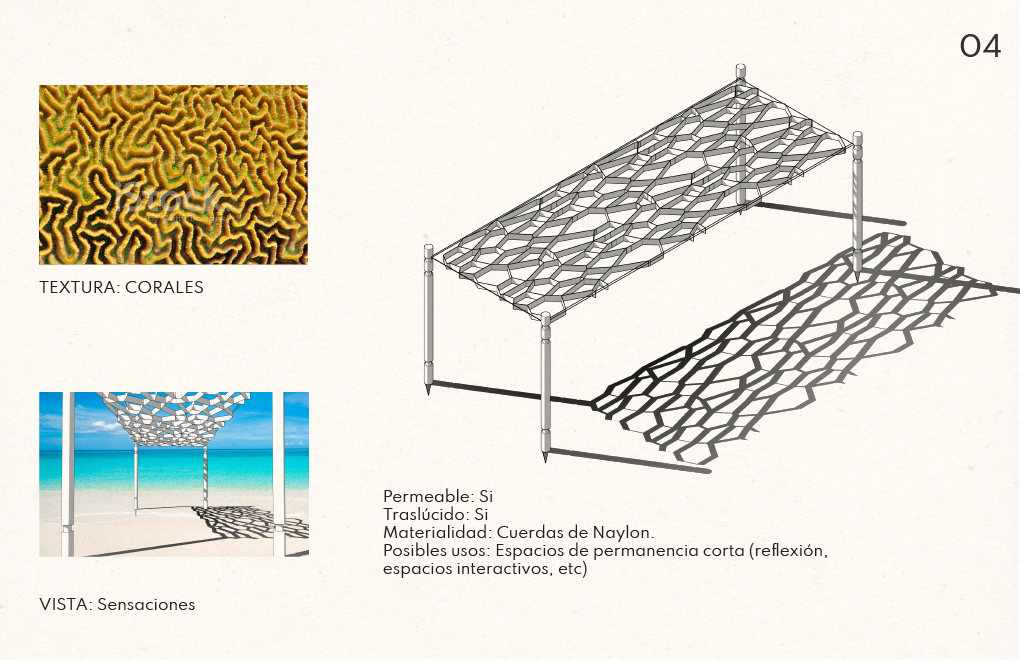 04
TEXTURA: CORALES
VISTA: Sensaciones
Permeable: Si
Traslúcido: Si
Materialidad: Cuerdas de Naylon.
Posibles usos: Espacios de permanencia corta (reflexión,
espacios interactivos, etc)